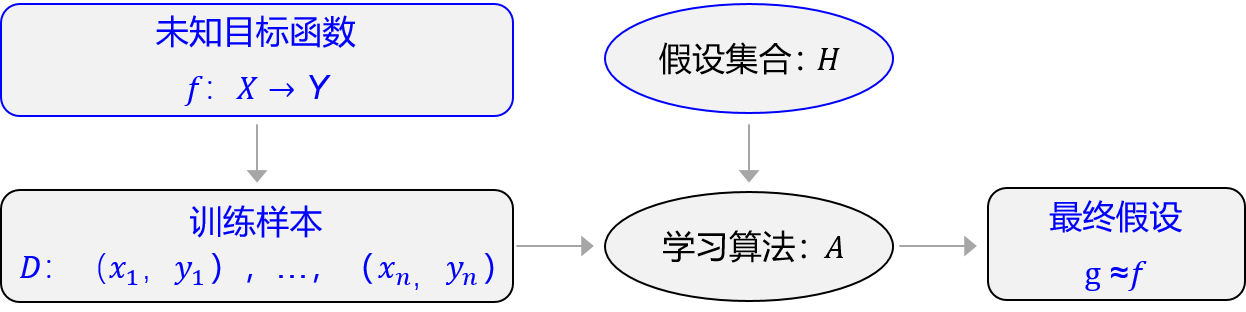 未知目标函数
f： X → Y
假设集合：H
训练样本
D： （x₁，y₁），…，（xₙ，yₙ）
学习算法：A
最终假设
g ≈f